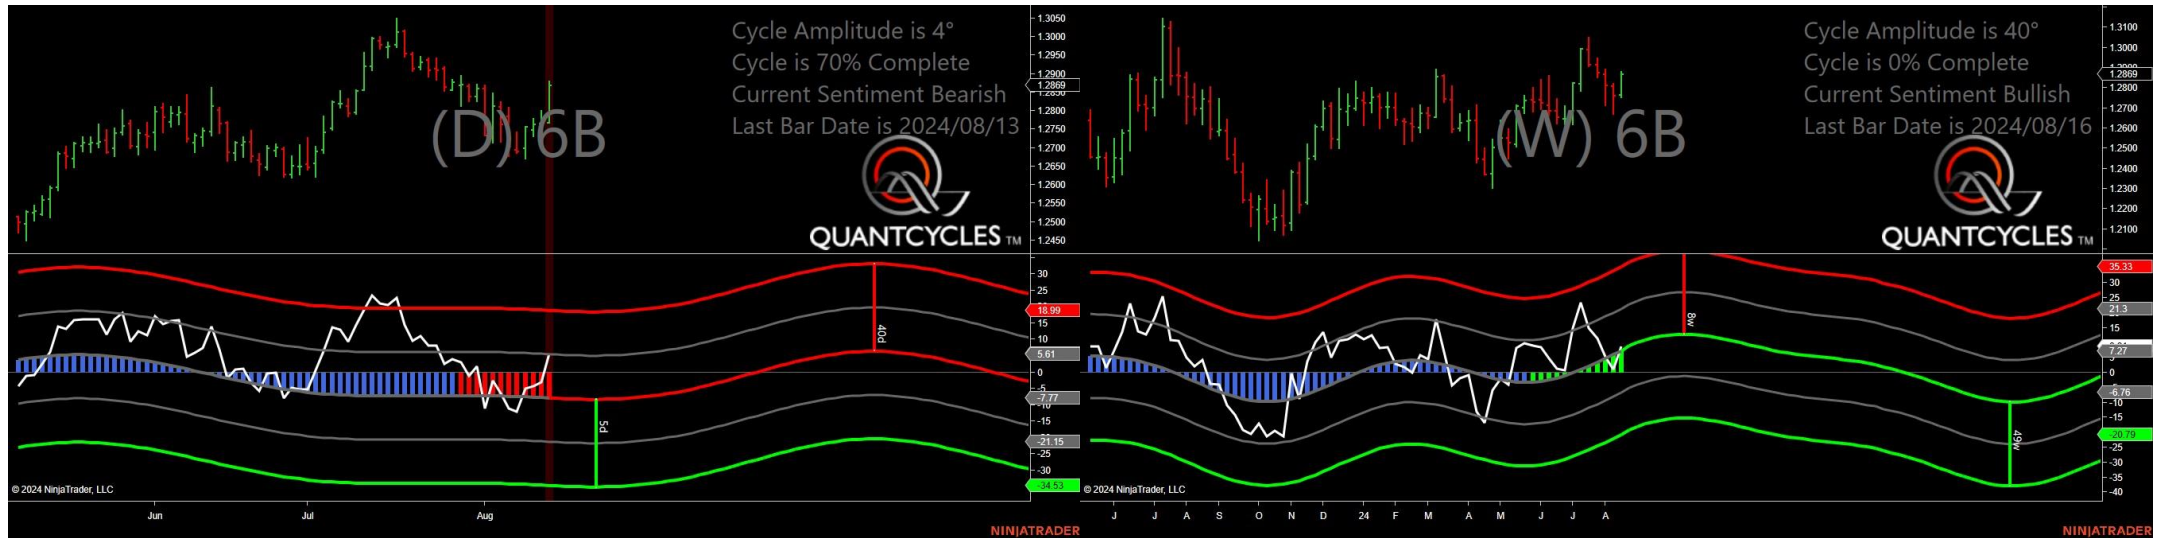 Cycle Amplitude is 4°
Cycle is 70% Complete
Current Sentiment Bearish
Last Bar Date is 2024/08/13
(D) 6B
QUANTCYCLES TM
1.3050
1.3000
1.2950
1.2900
1.2869
1.2800
1.2750
1.2700
1.2650
1.2600
1.2550
1.2500
1.2450
30
25
18.99
15
10
5.61
0
-5
-7.77
-10
-15
-21.15
-25
-30
-34.53
40d
5d
© 2024 NinjaTrader, LLC
Jun Jul Aug
NINJATRADER
Cycle Amplitude is 40°
Cycle is 0% Complete
Current Sentiment Bullish
Last Bar Date is 2024/08/16
(W) 6B
QUANTCYCLES TM
1.3100
1.3000
1.2869
1.2800
1.2700
1.2600
1.2500
1.2400
1.2300
1.2200
1.2100
35.33
30
25
21.3
15
7.27
0
-6.76
-10
-15
-20.79
-25
-30
-35
-40
8w
49w
© 2024 NinjaTrader, LLC
J J A S O N D 24 F M A M J J A
NINJATRADER